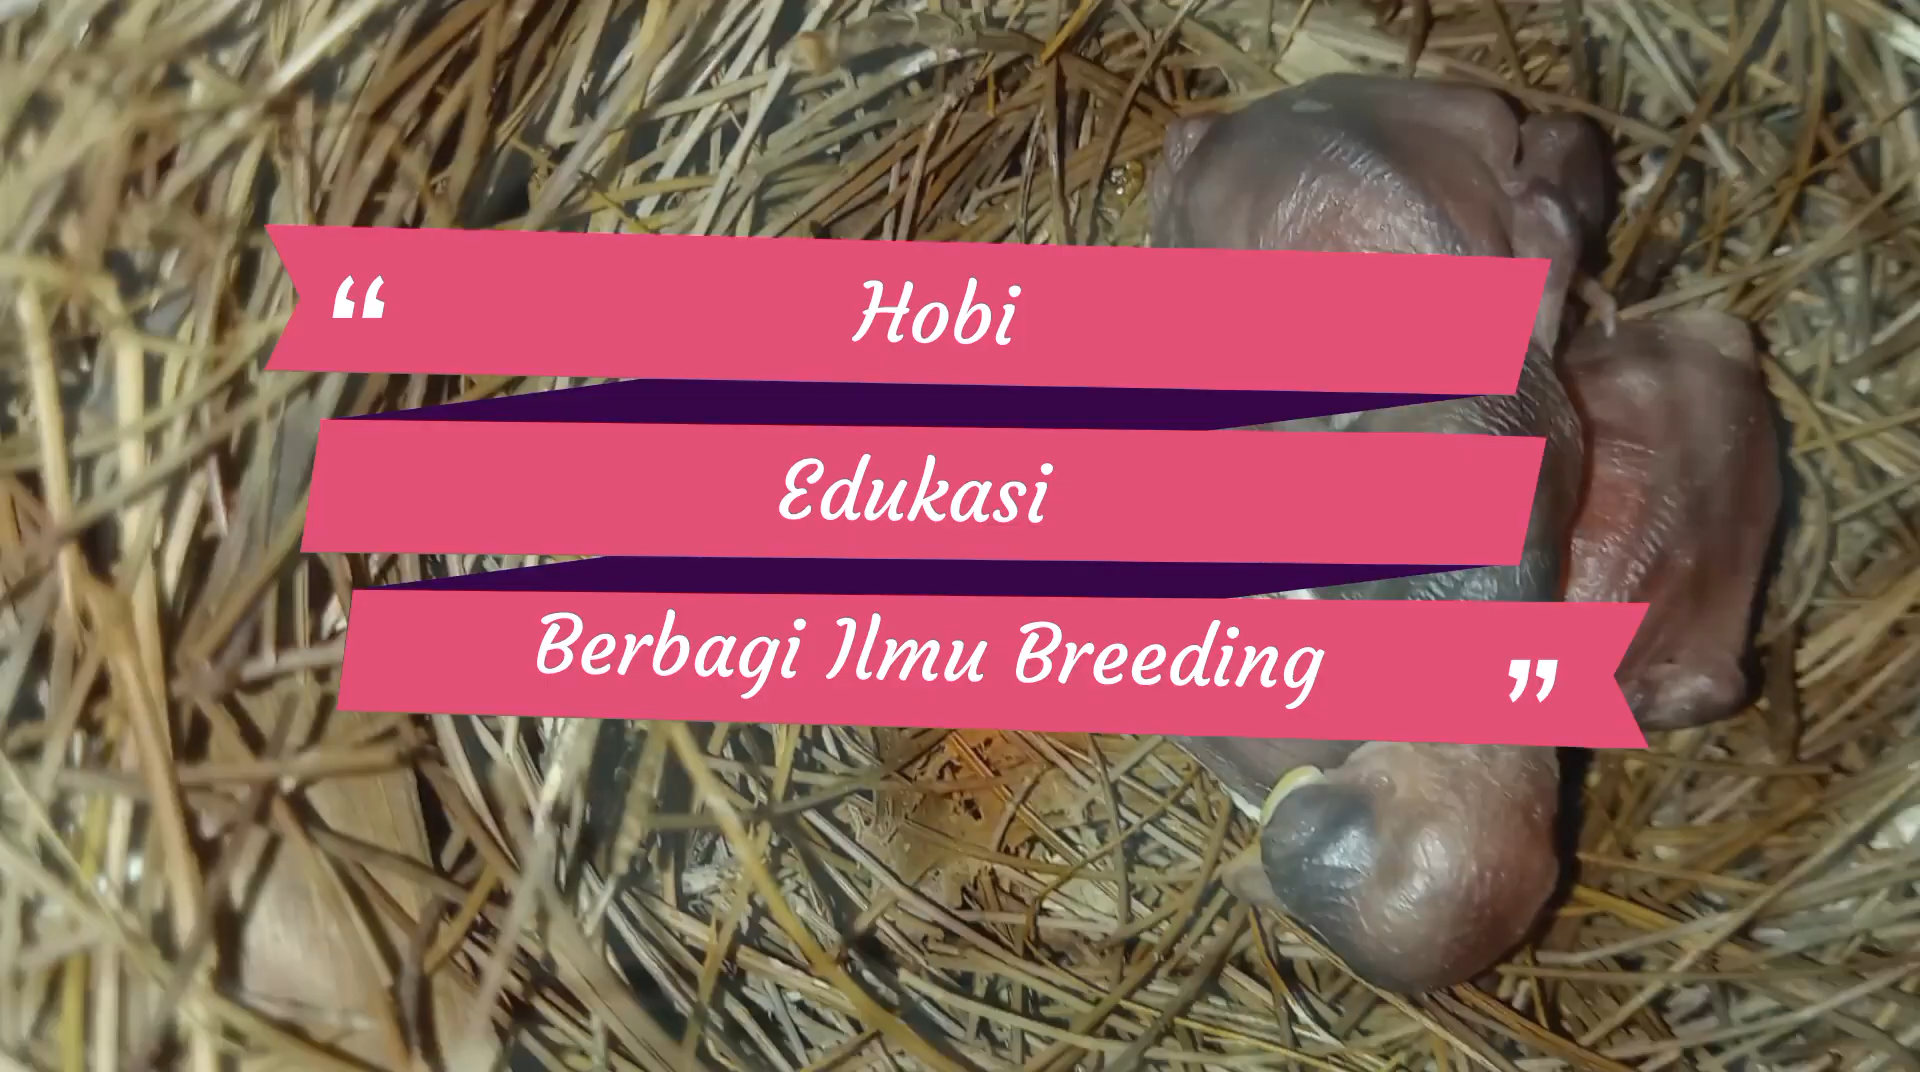 “ Hobi
Edukasi
Berbagi Ilmu Breeding ”